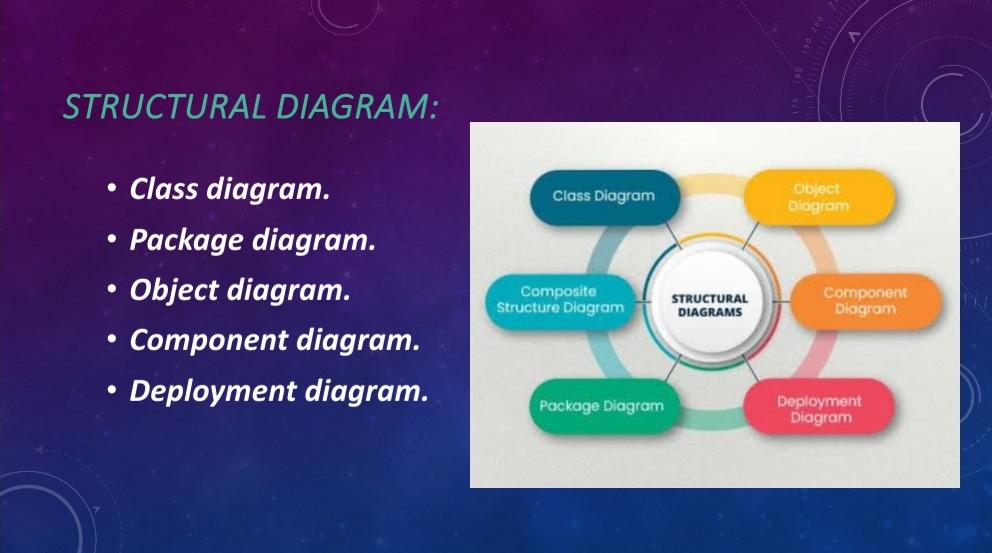 STRUCTURAL DIAGRAM:
• Class diagram.
• Package diagram.
• Object diagram.
• Component diagram.
• Deployment diagram.
Class Diagram
Object
Diagram
Composite
Structure Diagram
STRUCTURAL
DIAGRAMS
Component
Diagram
Package Diagram
Deployment
Diagram